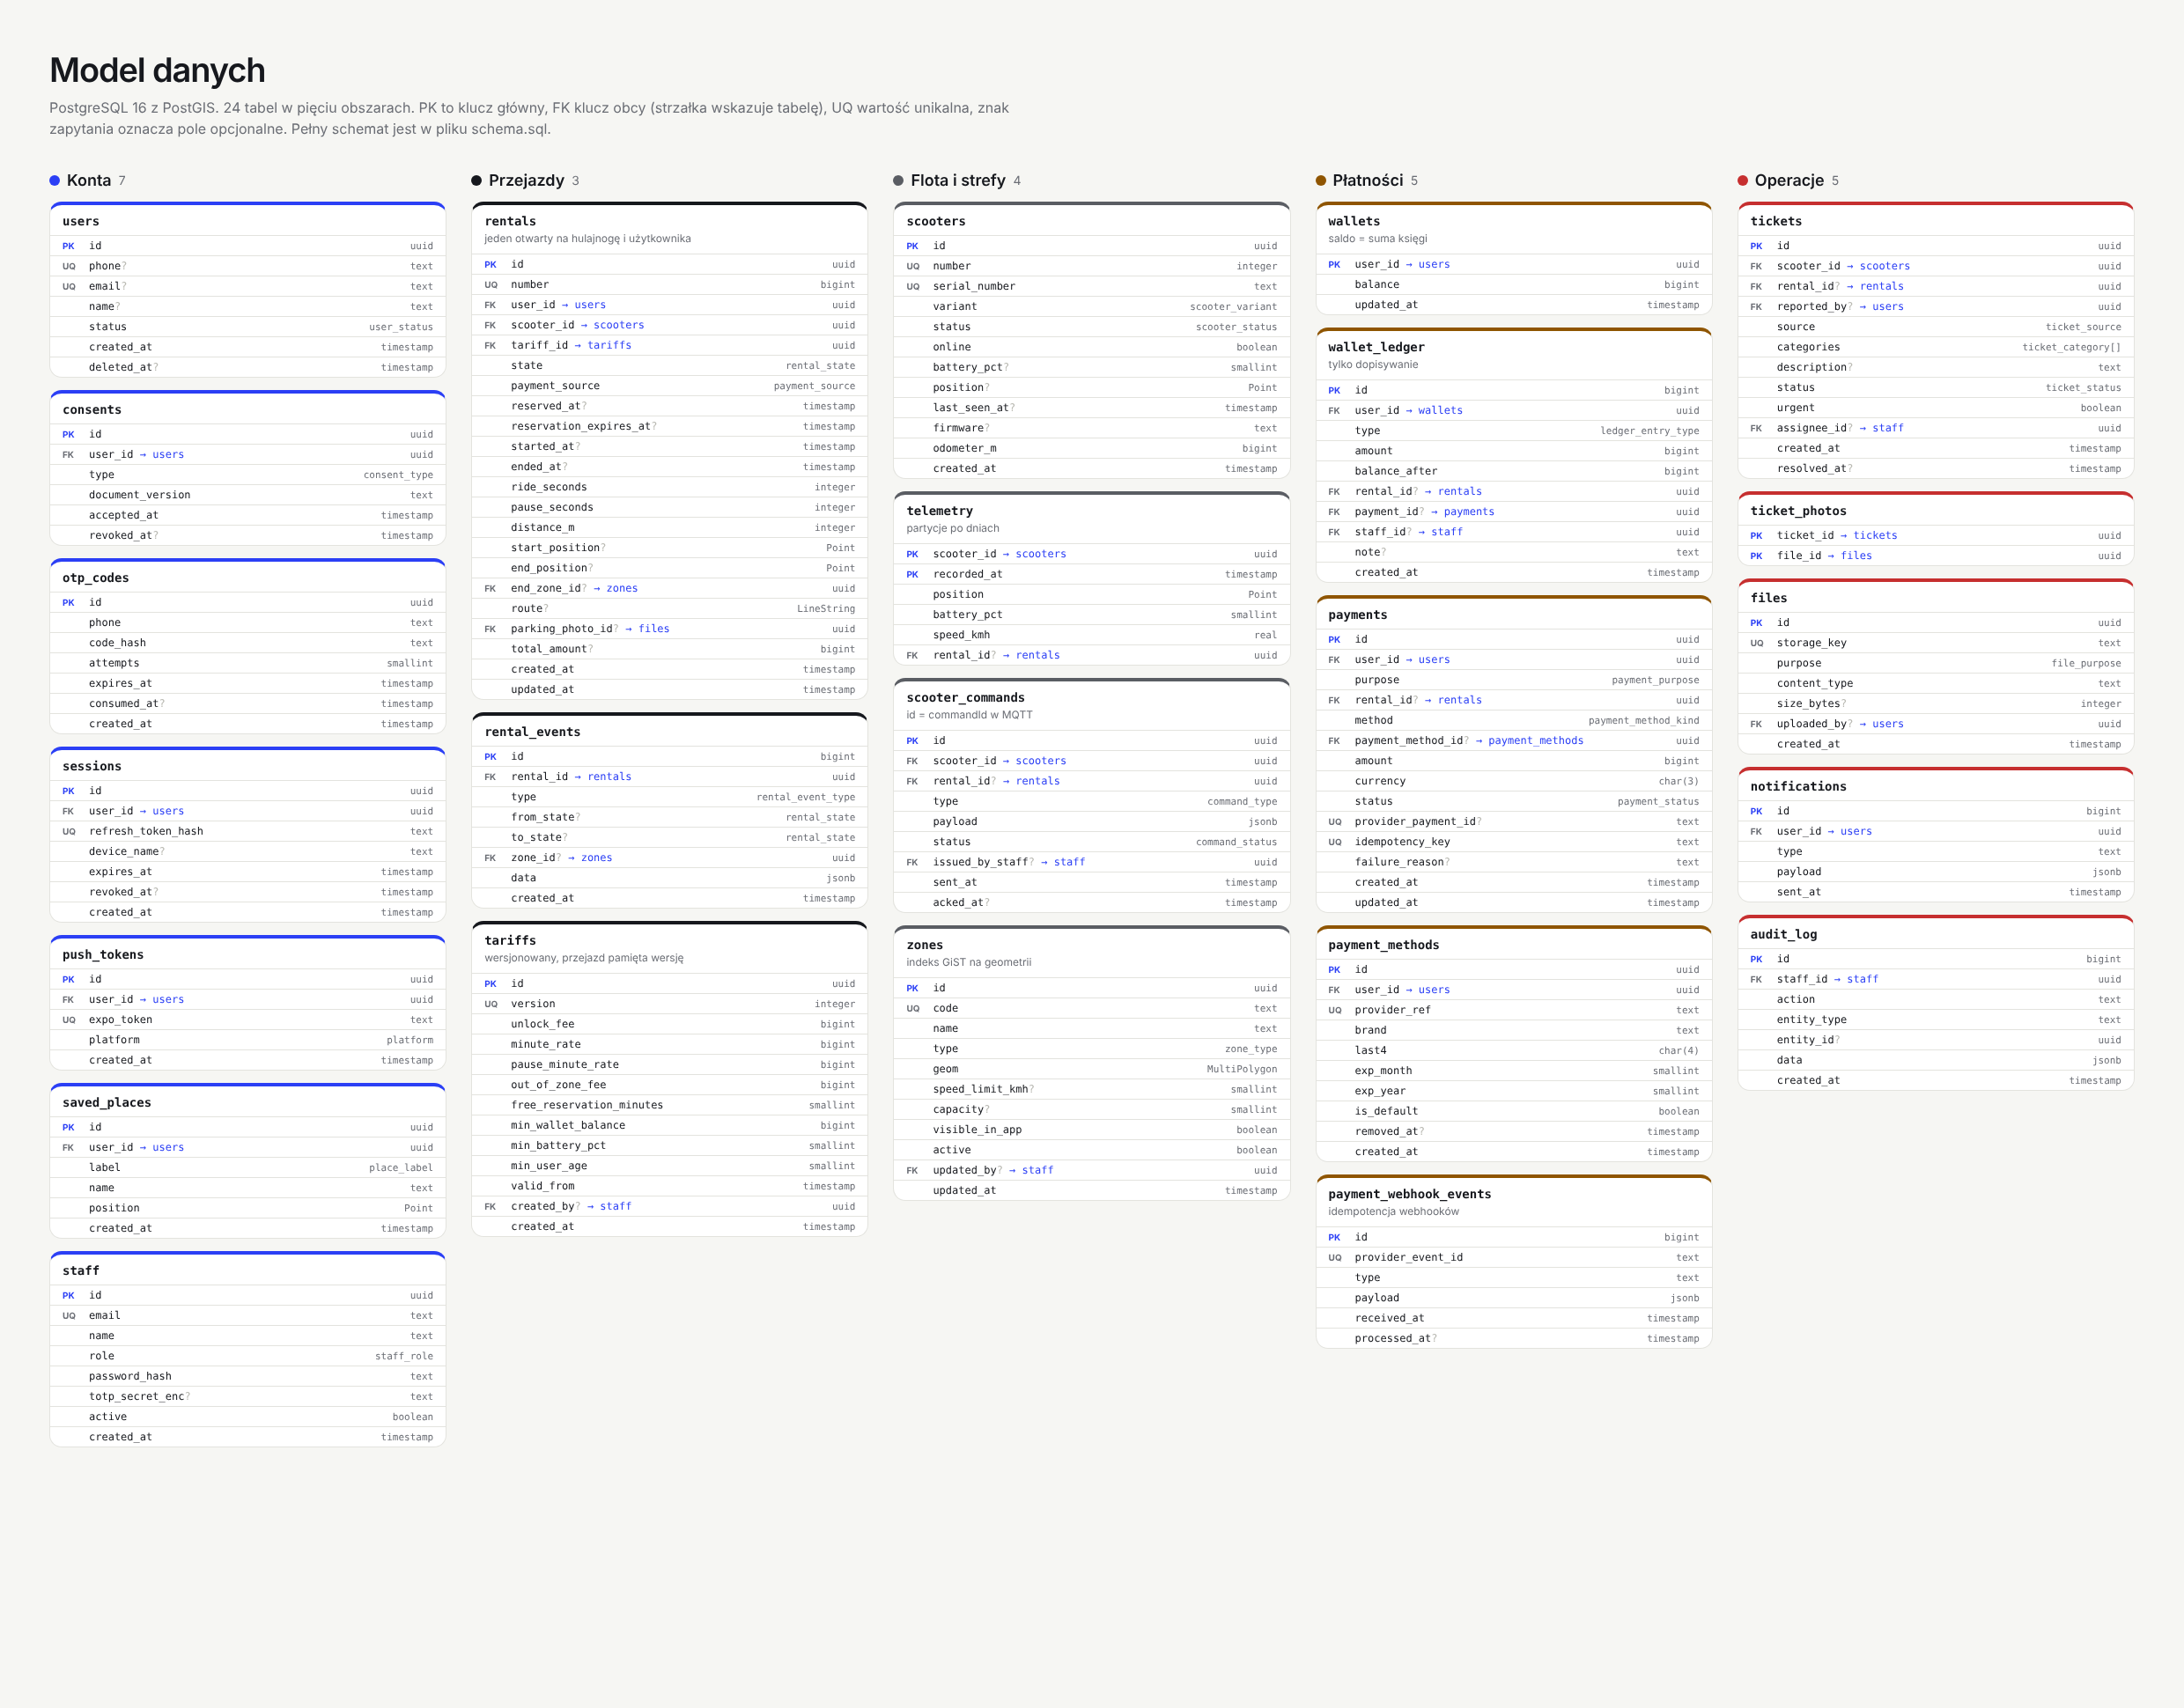 Model danych
PostgreSQL 16 z PostGIS. 24 tabel w pięciu obszarach. PK to klucz główny, FK klucz obcy (strzałka wskazuje tabelę), UQ wartość unikalna, znak
zapytania oznacza pole opcjonalne. Pełny schemat jest w pliku schema.sql.
Konta 7
users
PK id uuid
UQ phone? text
UQ email? text
name? text
status user_status
created_at timestamp
deleted_at? timestamp
consents
PK id uuid
FK user_id → users uuid
type consent_type
document_version text
accepted_at timestamp
revoked_at? timestamp
otp_codes
PK id uuid
phone text
code_hash text
attempts smallint
expires_at timestamp
consumed_at? timestamp
created_at timestamp
sessions
PK id uuid
FK user_id → users uuid
UQ refresh_token_hash text
device_name? text
expires_at timestamp
revoked_at? timestamp
created_at timestamp
push_tokens
PK id uuid
FK user_id → users uuid
UQ expo_token text
platform platform
created_at timestamp
saved_places
PK id uuid
FK user_id → users uuid
label place_label
name text
position Point
created_at timestamp
staff
PK id uuid
UQ email text
name text
role staff_role
password_hash text
totp_secret_enc? text
active boolean
created_at timestamp
Przejazdy 3
rentals
jeden otwarty na hulajnogę i użytkownika
PK id uuid
UQ number bigint
FK user_id → users uuid
FK scooter_id → scooters uuid
FK tariff_id → tariffs uuid
state rental_state
payment_source payment_source
reserved_at? timestamp
reservation_expires_at? timestamp
started_at? timestamp
ended_at? timestamp
ride_seconds integer
pause_seconds integer
distance_m integer
start_position? Point
end_position? Point
FK end_zone_id? → zones uuid
route? LineString
FK parking_photo_id? → files uuid
total_amount? bigint
created_at timestamp
updated_at timestamp
rental_events
PK id bigint
FK rental_id → rentals uuid
type rental_event_type
from_state? rental_state
to_state? rental_state
FK zone_id? → zones uuid
data jsonb
created_at timestamp
tariffs
wersjonowany, przejazd pamięta wersję
PK id uuid
UQ version integer
unlock_fee bigint
minute_rate bigint
pause_minute_rate bigint
out_of_zone_fee bigint
free_reservation_minutes smallint
min_wallet_balance bigint
min_battery_pct smallint
min_user_age smallint
valid_from timestamp
FK created_by? → staff uuid
created_at timestamp
Flota i strefy 4
scooters
PK id uuid
UQ number integer
UQ serial_number text
variant scooter_variant
status scooter_status
online boolean
battery_pct? smallint
position? Point
last_seen_at? timestamp
firmware? text
odometer_m bigint
created_at timestamp
telemetry
partycje po dniach
PK scooter_id → scooters uuid
PK recorded_at timestamp
position Point
battery_pct smallint
speed_kmh real
FK rental_id? → rentals uuid
scooter_commands
id = commandId w MQTT
PK id uuid
FK scooter_id → scooters uuid
FK rental_id? → rentals uuid
type command_type
payload jsonb
status command_status
FK issued_by_staff? → staff uuid
sent_at timestamp
acked_at? timestamp
zones
indeks GiST na geometrii
PK id uuid
UQ code text
name text
type zone_type
geom MultiPolygon
speed_limit_kmh? smallint
capacity? smallint
visible_in_app boolean
active boolean
FK updated_by? → staff uuid
updated_at timestamp
Płatności 5
wallets
saldo = suma księgi
PK user_id → users uuid
balance bigint
updated_at timestamp
wallet_ledger
tylko dopisywanie
PK id bigint
FK user_id → wallets uuid
type ledger_entry_type
amount bigint
balance_after bigint
FK rental_id? → rentals uuid
FK payment_id? → payments uuid
FK staff_id? → staff uuid
note? text
created_at timestamp
payments
PK id uuid
FK user_id → users uuid
purpose payment_purpose
FK rental_id? → rentals uuid
method payment_method_kind
FK payment_method_id? → payment_methods uuid
amount bigint
currency char(3)
status payment_status
UQ provider_payment_id? text
UQ idempotency_key text
failure_reason? text
created_at timestamp
updated_at timestamp
payment_methods
PK id uuid
FK user_id → users uuid
UQ provider_ref text
brand text
last4 char(4)
exp_month smallint
exp_year smallint
is_default boolean
removed_at? timestamp
created_at timestamp
payment_webhook_events
idempotencja webhooków
PK id bigint
UQ provider_event_id text
type text
payload jsonb
received_at timestamp
processed_at? timestamp
Operacje 5
tickets
PK id uuid
FK scooter_id → scooters uuid
FK rental_id? → rentals uuid
FK reported_by? → users uuid
source ticket_source
categories ticket_category[]
description? text
status ticket_status
urgent boolean
FK assignee_id? → staff uuid
created_at timestamp
resolved_at? timestamp
ticket_photos
PK ticket_id → tickets uuid
PK file_id → files uuid
files
PK id uuid
UQ storage_key text
purpose file_purpose
content_type text
size_bytes? integer
FK uploaded_by? → users uuid
created_at timestamp
notifications
PK id bigint
FK user_id → users uuid
type text
payload jsonb
sent_at timestamp
audit_log
PK id bigint
FK staff_id → staff uuid
action text
entity_type text
entity_id? uuid
data jsonb
created_at timestamp